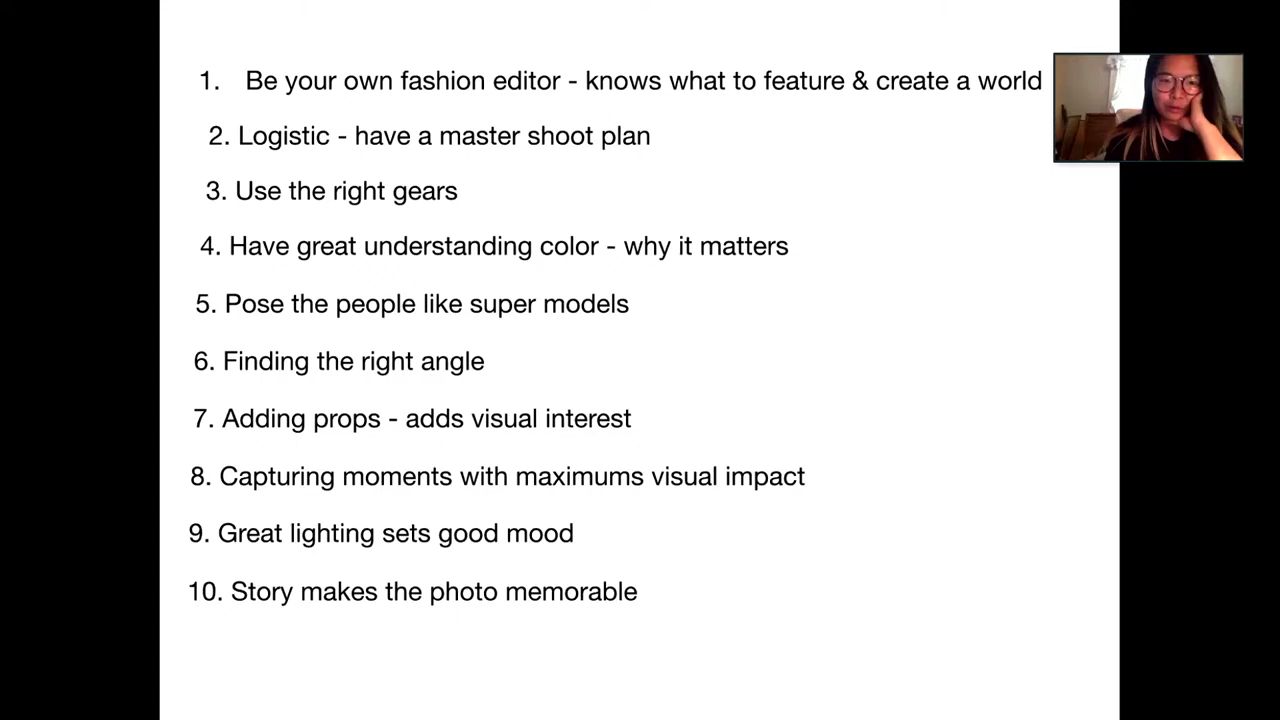 1. Be your own fashion editor - knows what to feature & create a world
2. Logistic - have a master shoot plan
3. Use the right gears
4. Have great understanding color - why it matters
5. Pose the people like super models
6. Finding the right angle
7. Adding props - adds visual interest
8. Capturing moments with maximums visual impact
9. Great lighting sets good mood
10. Story makes the photo memorable